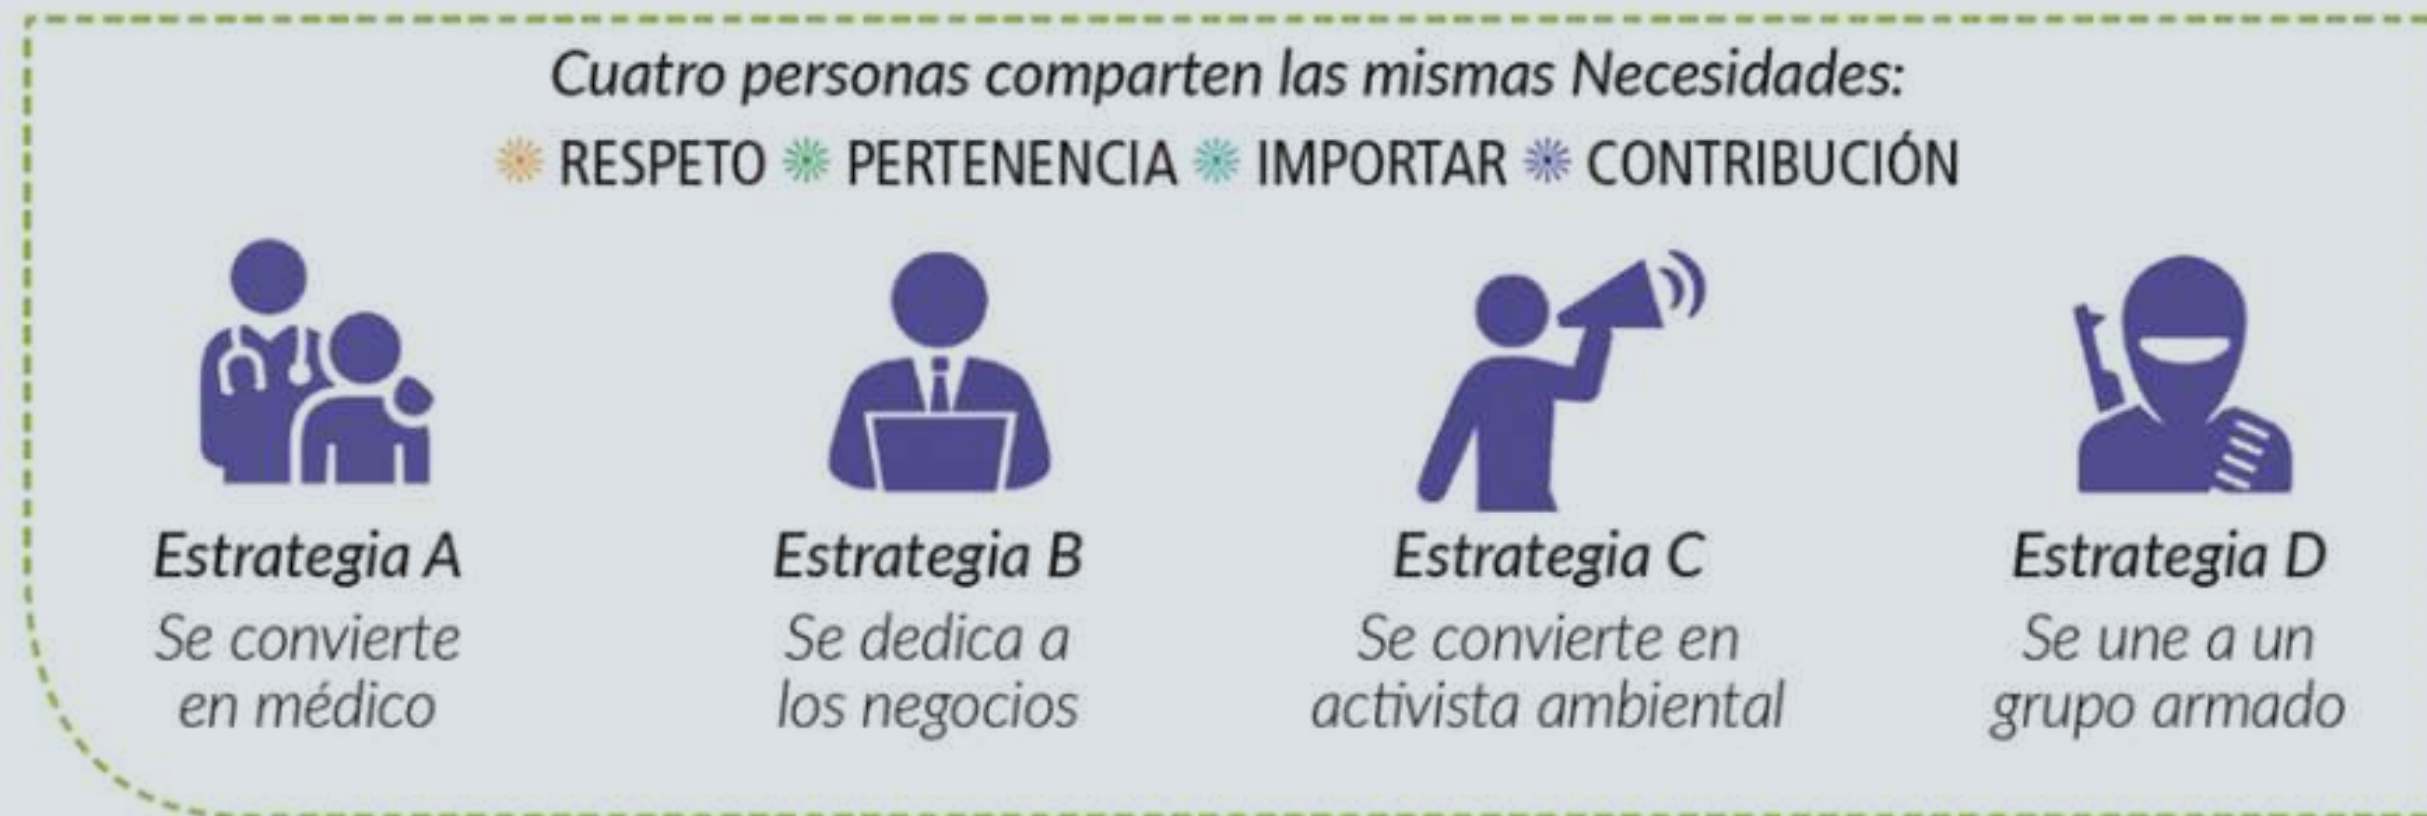 Cuatro personas comparten las mismas Necesidades:
RESPETO PERTENENCIA IMPORTAR CONTRIBUCIÓN
Estrategia A
Se convierte
en médico
Estrategia B
Se dedica a
los negocios
Estrategia C
Se convierte en
activista ambiental
Estrategia D
Se une a un
grupo armado